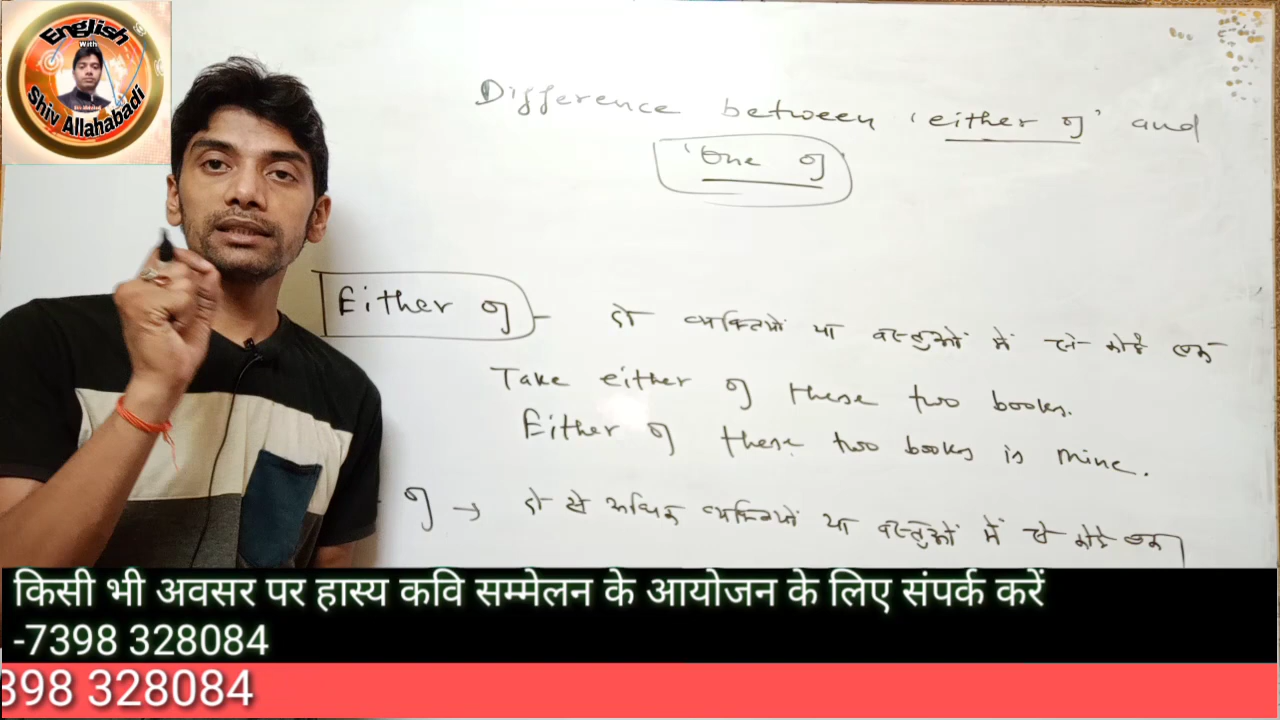 English
With
Shiv Allahabadi
Difference between 'either of' and
'One of
Either of - दो व्यक्तियों या वस्तुओं में से कोई एक
Take either of these two books.
Either of these two books is mine.
of → दो से अधिक व्यक्तियों या वस्तुओं में से कोई एक
किसी भी अवसर पर हास्य कवि सम्मेलन के आयोजन के लिए संपर्क करें
-7398 328084
398 328084